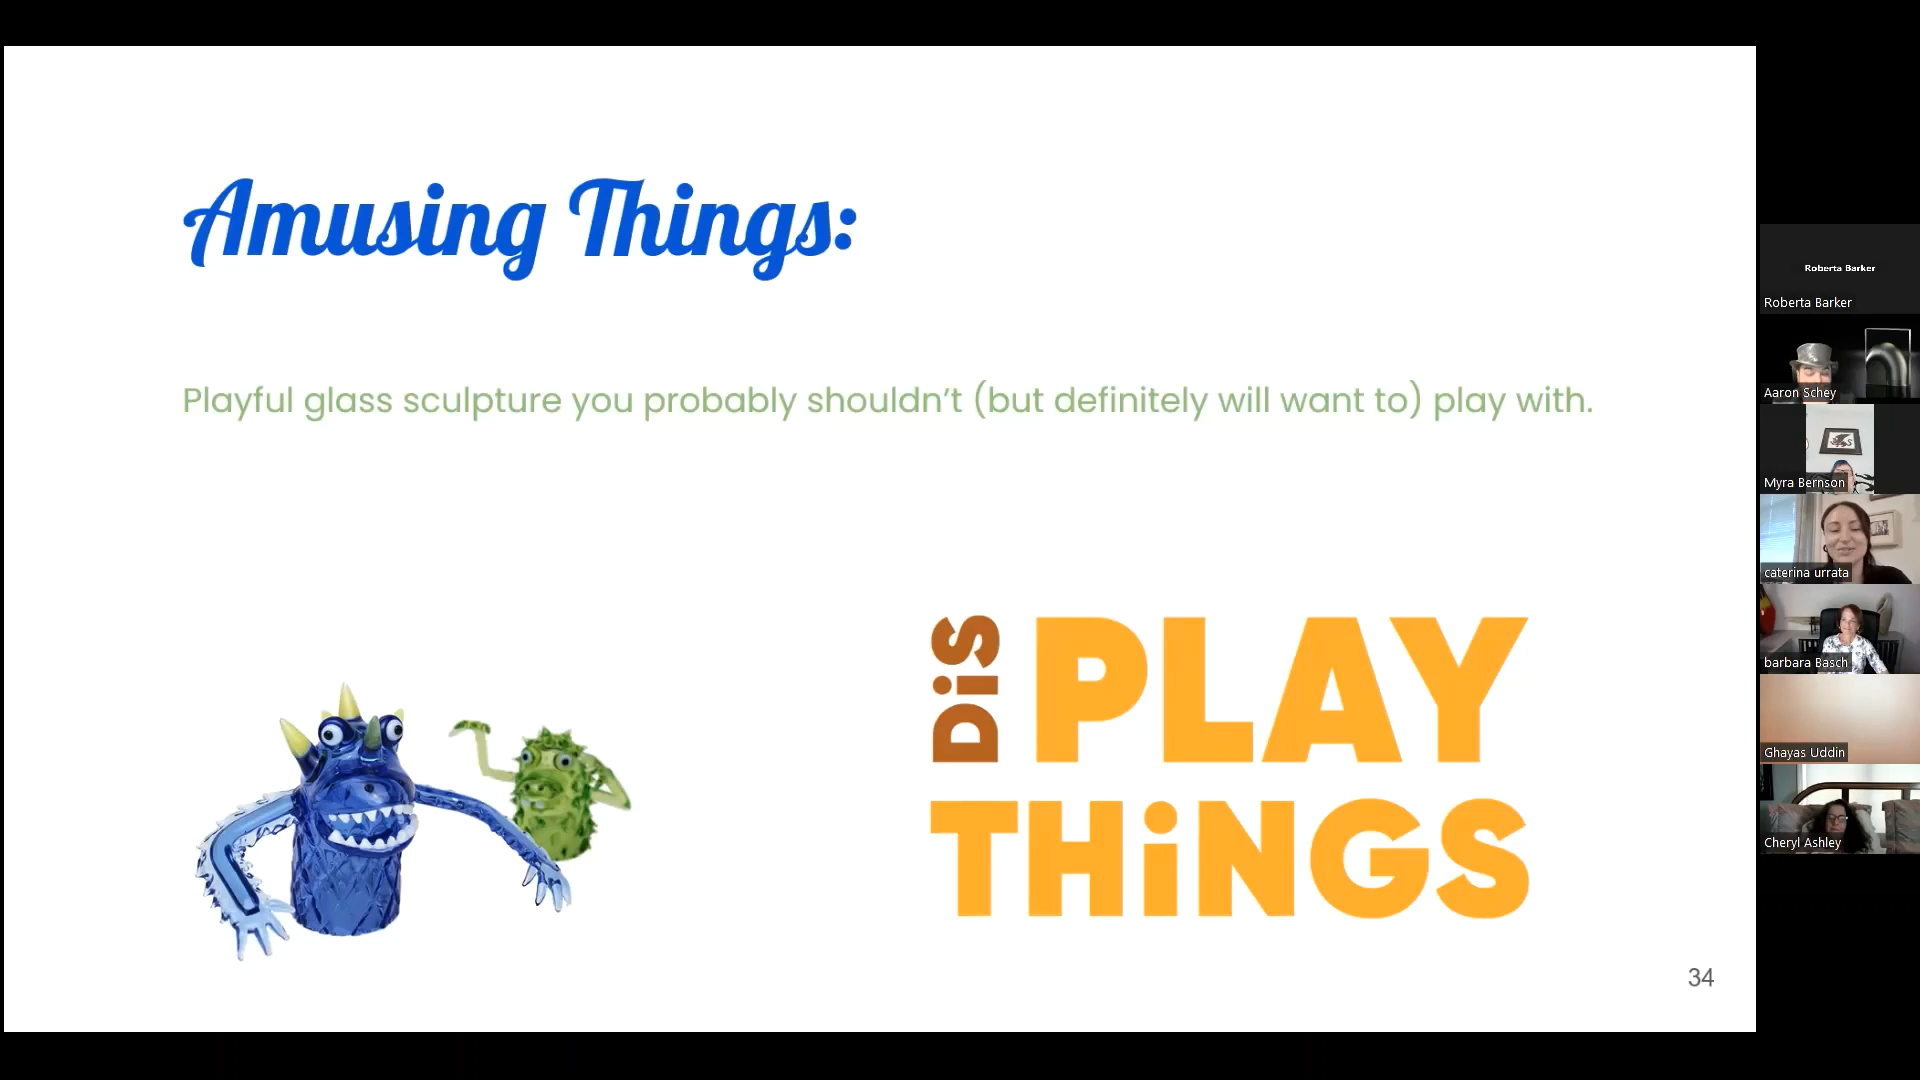 Amusing Things:
Playful glass sculpture you probably shouldn't (but definitely will want to) play with.
DiS PLAY
THiNGS
34
Roberta Barker
Roberta Barker
Aaron Schey
Myra Bernson
caterina urrata
barbara Basch
Ghayas Uddin
Cheryl Ashley